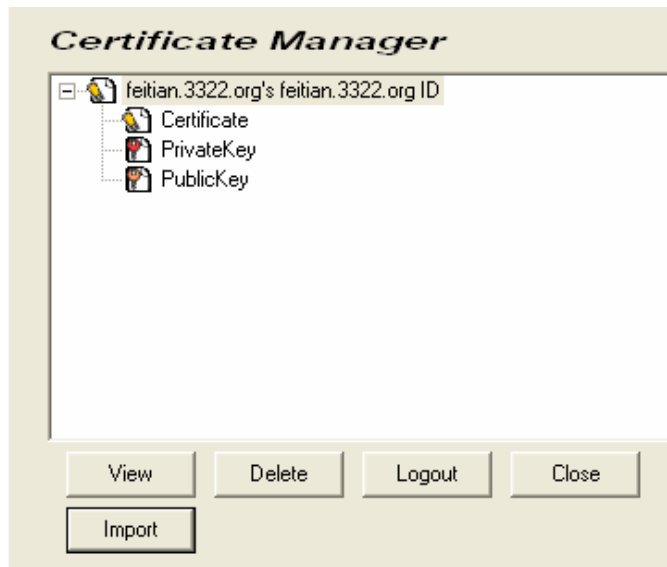 Certificate Manager
feitian.3322.org's feitian.3322.org ID
Certificate
PrivateKey
PublicKey
View Delete Logout Close
Import